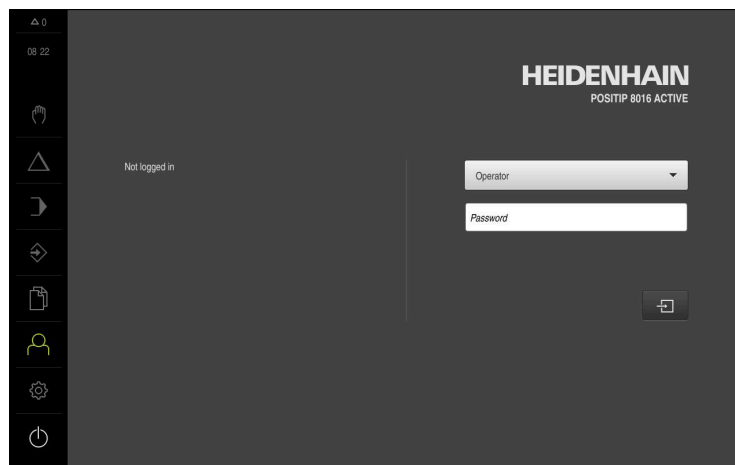 0
08 22
HEIDENHAIN
POSITIP 8016 ACTIVE
Not logged in
Operator
Password